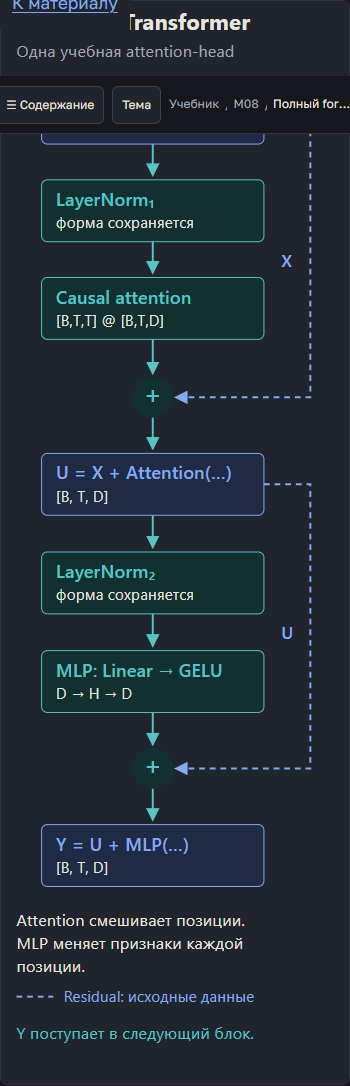 К материалу
Transformer
Одна учебная attention-head
☰ Содержание
Тема
Учебник , M08 , Полный for...
LayerNorm₁
форма сохраняется
Causal attention
[B,T,T] @ [B,T,D]
X
+
U = X + Attention(...)
[B, T, D]
LayerNorm₂
форма сохраняется
U
MLP: Linear → GELU
D → H → D
+
Y = U + MLP(...)
[B, T, D]
Attention смешивает позиции.
MLP меняет признаки каждой
позиции.
Residual: исходные данные
Y поступает в следующий блок.